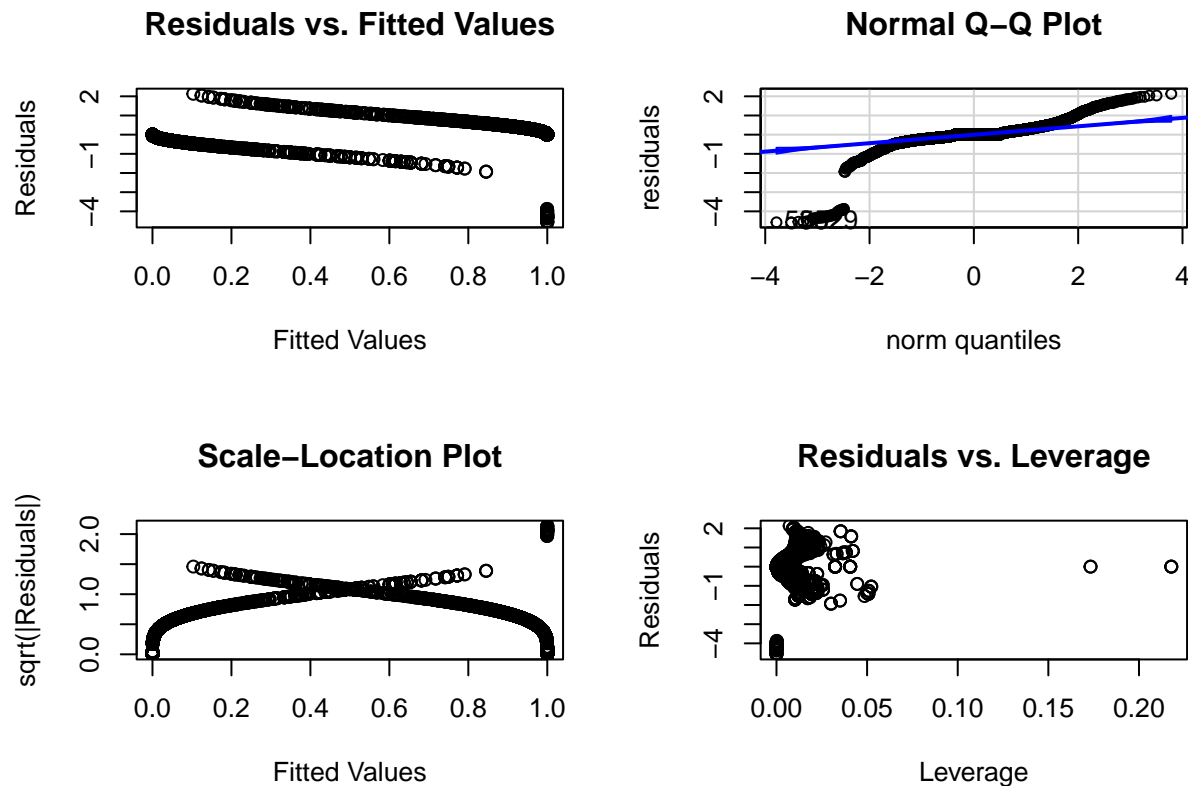 Residuals vs. Fitted Values
Residuals
2
−1
−4
0.0 0.2 0.4 0.6 0.8 1.0
Fitted Values
Normal Q−Q Plot
residuals
2
−1
−4
−4 −2 0 2 4
norm quantiles
Scale−Location Plot
sqrt(|Residuals|)
2.0
1.0
0.0
0.0 0.2 0.4 0.6 0.8 1.0
Fitted Values
Residuals vs. Leverage
Residuals
2
−1
−4
0.00 0.05 0.10 0.15 0.20
Leverage